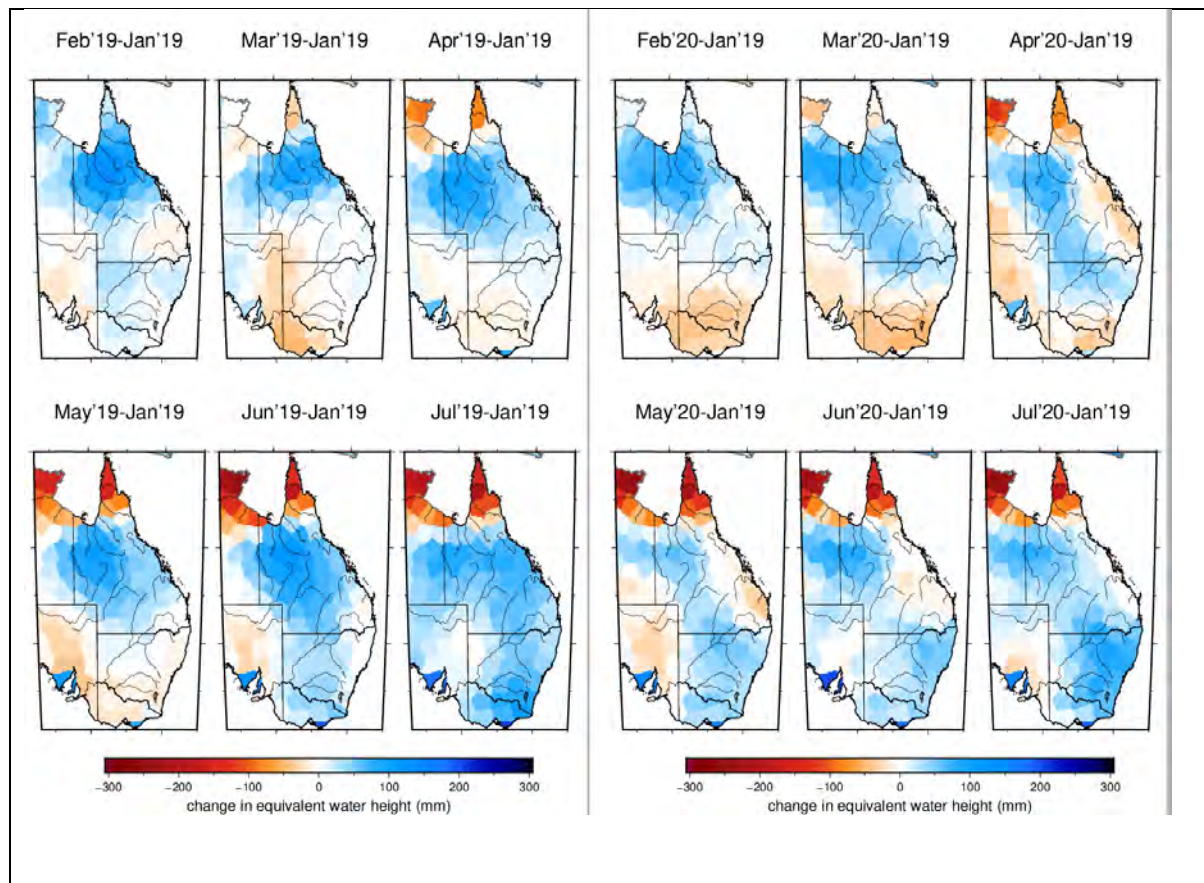 Feb'19-Jan'19
Mar'19-Jan'19
Apr'19-Jan'19
Feb'20-Jan'19
Mar'20-Jan'19
Apr'20-Jan'19
May'19-Jan'19
Jun'19-Jan'19
Jul'19-Jan'19
May'20-Jan'19
Jun'20-Jan'19
Jul'20-Jan'19
−300 −200 −100 0 100 200 300
change in equivalent water height (mm)
−300 −200 −100 0 100 200 300
change in equivalent water height (mm)